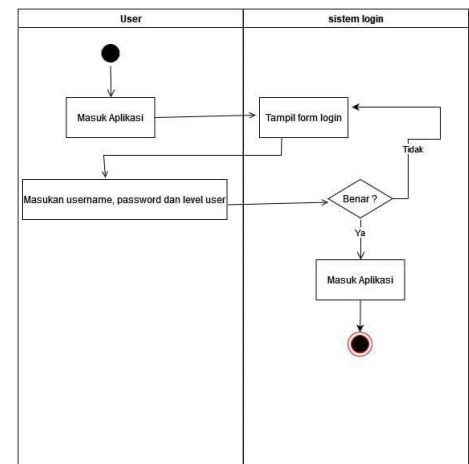 User
sistem login
Masuk Aplikasi
Tampil form login
Tidak
Masukan username, password dan level user
Benar ?
Ya
Masuk Aplikasi